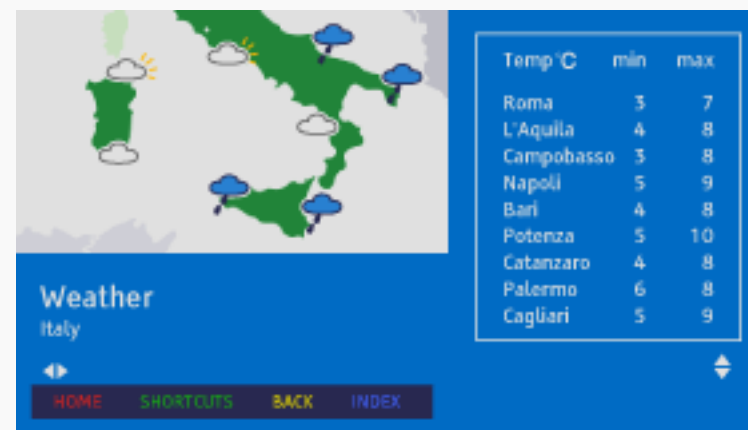 Temp°C min max
Roma 3 7
L'Aquila 4 8
Campobasso 3 8
Napoli 5 9
Bari 4 8
Potenza 5 10
Catanzaro 4 8
Palermo 6 8
Cagliari 5 9
Weather
Italy
HOME SHORTCUTS BACK INDEX